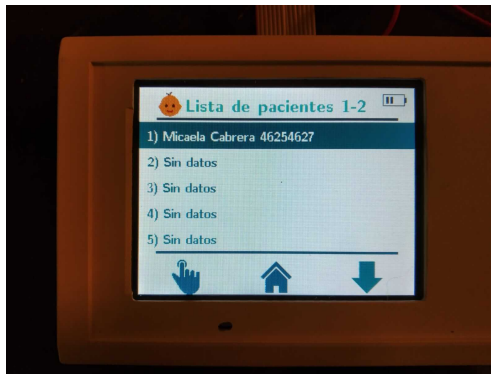 Lista de pacientes 1-2
1) Micaela Cabrera 46254627
2) Sin datos
3) Sin datos
4) Sin datos
5) Sin datos